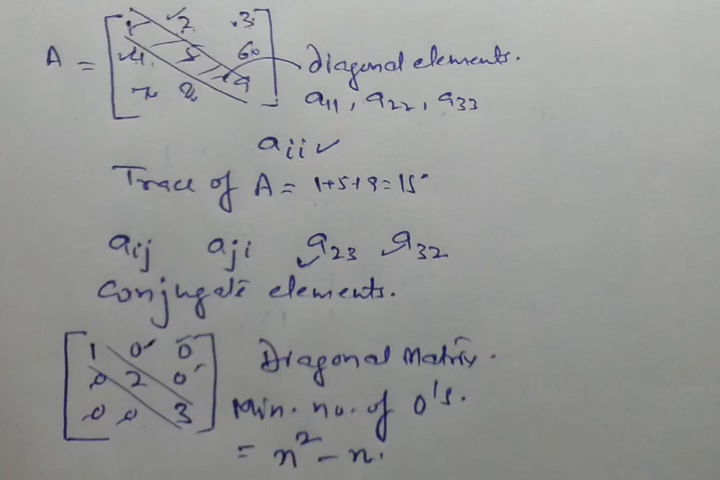 1 2 3
A = 4 5 6 diagonal elements.
7 8 9 a11, a22, a33
aii ✓
Trace of A = 1+5+9=15
aij aji a23 a32
Conjugate elements.
1 0 0 Diagonal Matrix.
0 2 0
0 0 3 Min. no. of 0's.
= n² - n.